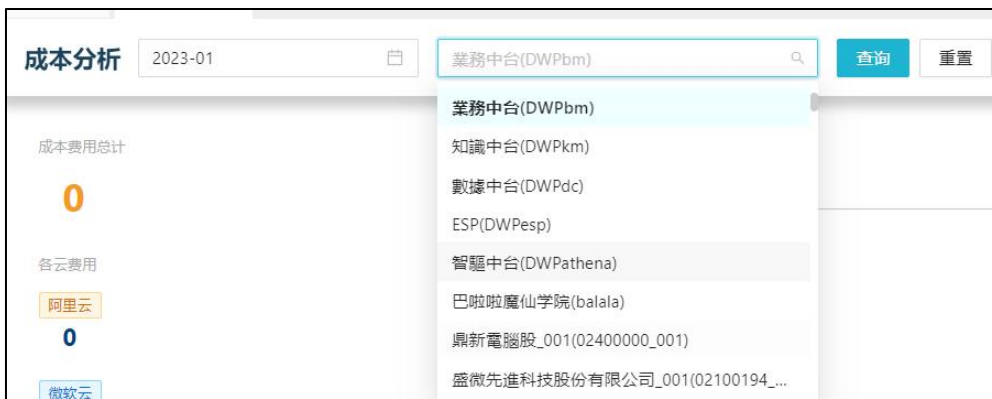 成本分析
2023-01
業務中台(DWPbm)
查询
重置
業務中台(DWPbm)
知識中台(DWPkm)
數據中台(DWPdc)
ESP(DWPesp)
智驅中台(DWPathena)
巴啦啦魔仙学院(balala)
鼎新電腦股_001(02400000_001)
盛微先進科技股份有限公司_001(02100194_...
成本费用总计
0
各云费用
阿里云
0
微软云